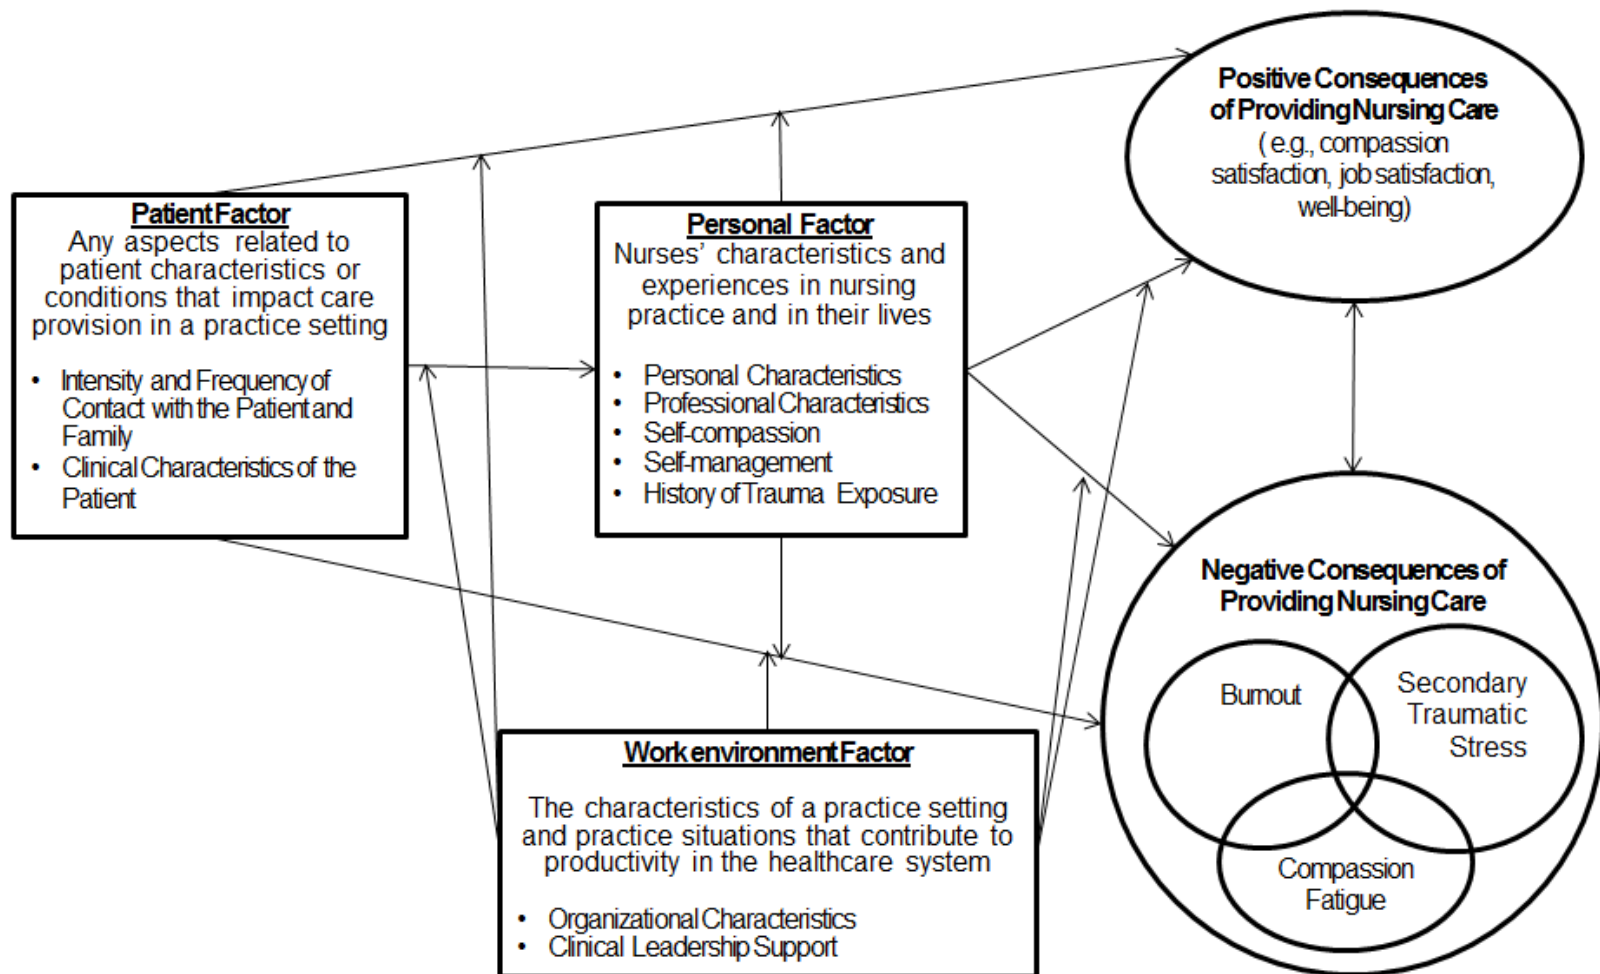 Positive Consequences
of Providing Nursing Care
( e.g., compassion
satisfaction, job satisfaction,
well-being)
Patient Factor
Any aspects related to
patient characteristics or
conditions that impact care
provision in a practice setting
• Intensity and Frequency of
Contact with the Patient and
Family
• Clinical Characteristics of the
Patient
Personal Factor
Nurses’ characteristics and
experiences in nursing
practice and in their lives
• Personal Characteristics
• Professional Characteristics
• Self-compassion
• Self-management
• History of Trauma Exposure
Work environment Factor
The characteristics of a practice setting
and practice situations that contribute to
productivity in the healthcare system
• Organizational Characteristics
• Clinical Leadership Support
Negative Consequences of
Providing Nursing Care
Burnout
Secondary
Traumatic
Stress
Compassion
Fatigue